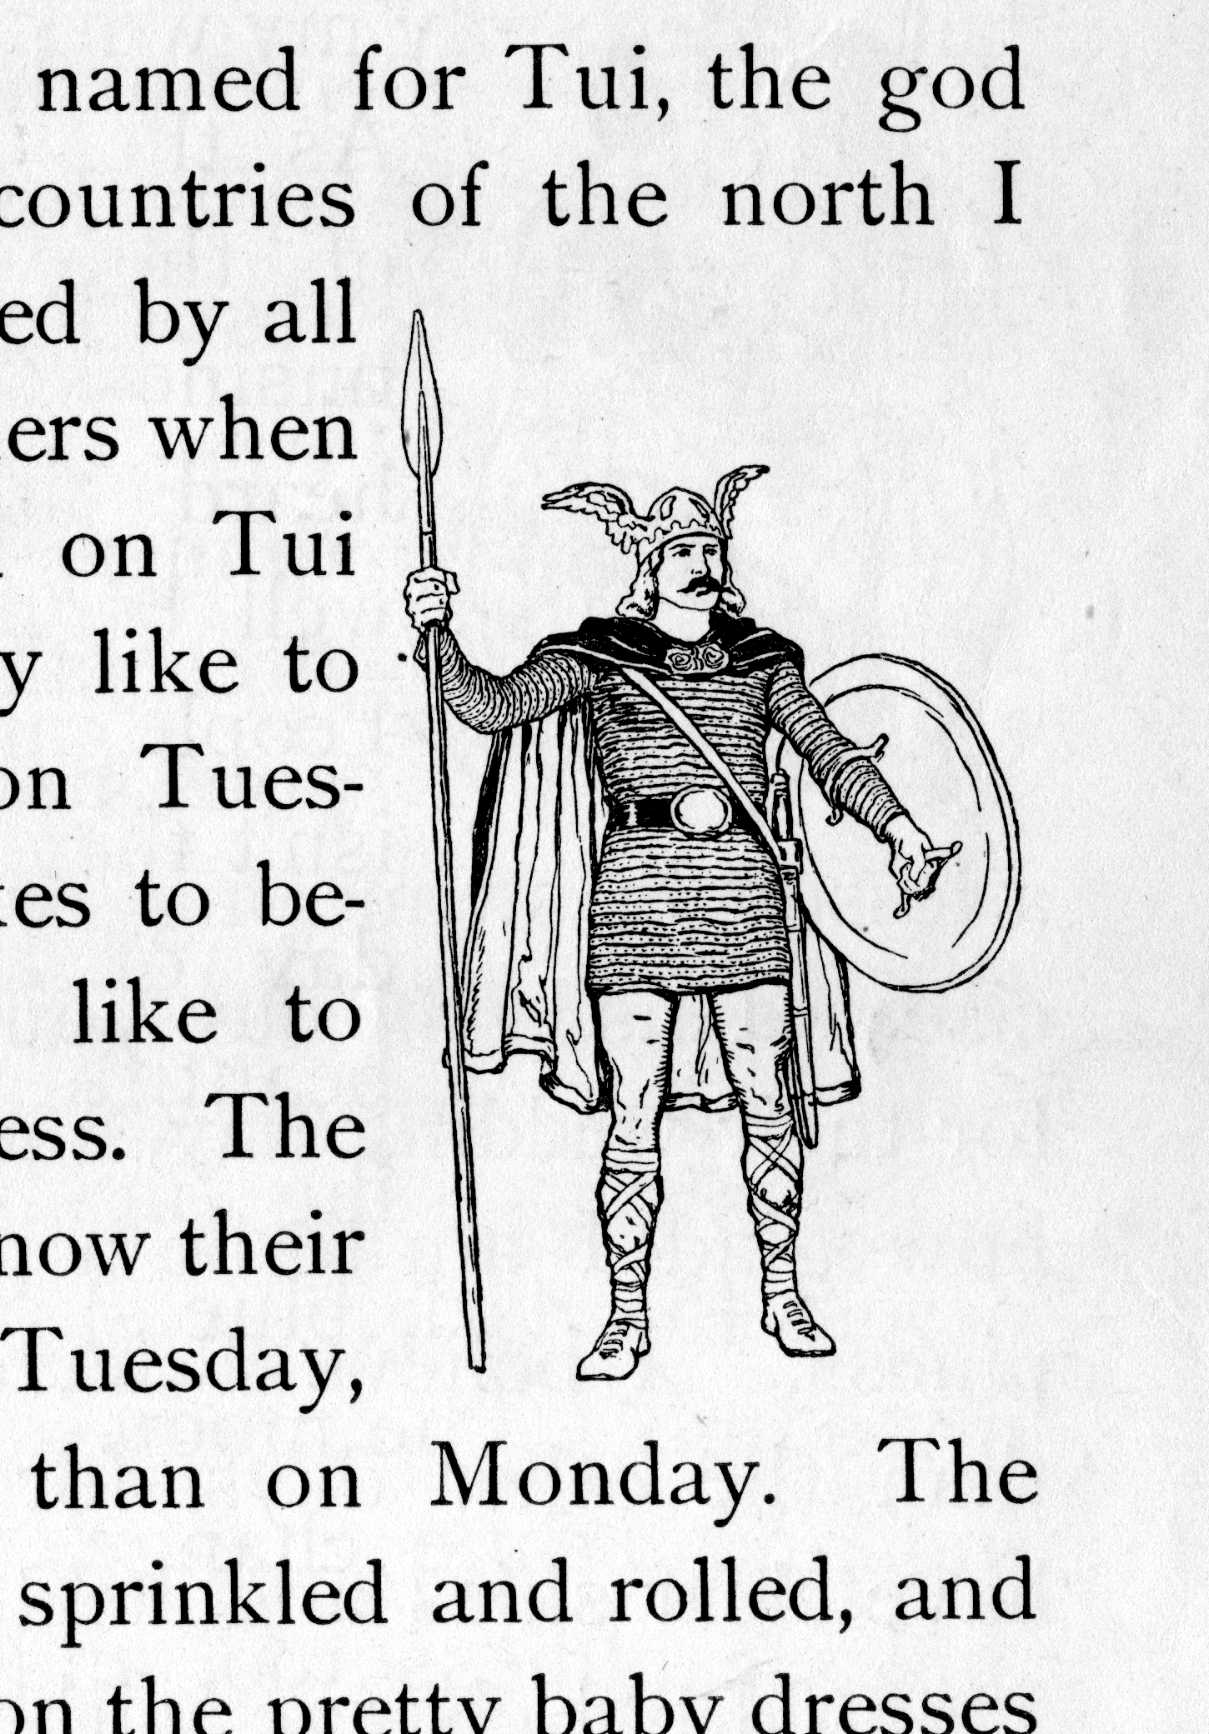 named for Tui, the god
countries of the north I
ed by all
ers when
on Tui
y like to
on Tues-
kes to be-
like to
ess. The
now their
Tuesday,
than on Monday. The
sprinkled and rolled, and
on the pretty baby dresses